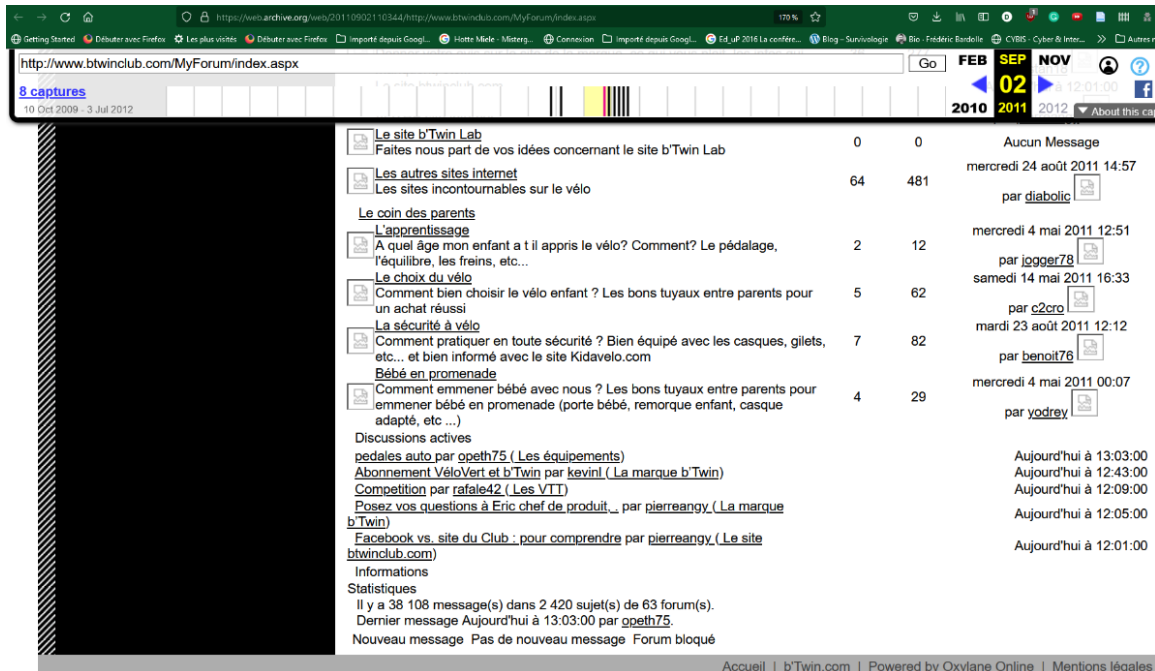 https://web.archive.org/web/20110902110344/http://www.btwinclub.com/MyForum/index.aspx 170 %
Getting Started Débuter avec Firefox Les plus visités Débuter avec Firefox Importé depuis Googl... Hotte Miele - Misterg... Connexion Importé depuis Googl... Ed_uP 2016 La confére... Blog – Survivologie Bio - Frédéric Bardolle CYBIS - Cyber & Inter... Autres
http://www.btwinclub.com/MyForum/index.aspx Go FEB SEP NOV
8 captures 02
10 Oct 2009 - 3 Jul 2012 2010 2011 2012 About this cap
Le site b'Twin Lab
Faites nous part de vos idées concernant le site b'Twin Lab 0 0 Aucun Message
Les autres sites internet
Les sites incontournables sur le vélo 64 481 mercredi 24 août 2011 14:57
par diabolic
Le coin des parents
L'apprentissage
A quel âge mon enfant a t il appris le vélo? Comment? Le pédalage,
l'équilibre, les freins, etc... 2 12 mercredi 4 mai 2011 12:51
par jogger78
Le choix du vélo
Comment bien choisir le vélo enfant ? Les bons tuyaux entre parents pour
un achat réussi 5 62 samedi 14 mai 2011 16:33
par c2cro
La sécurité à vélo
Comment pratiquer en toute sécurité ? Bien équipé avec les casques, gilets,
etc... et bien informé avec le site Kidavelo.com 7 82 mardi 23 août 2011 12:12
par benoit76
Bébé en promenade
Comment emmener bébé avec nous ? Les bons tuyaux entre parents pour
emmener bébé en promenade (porte bébé, remorque enfant, casque
adapté, etc ...) 4 29 mercredi 4 mai 2011 00:07
par yodrey
Discussions actives
pedales auto par opeth75 ( Les équipements) Aujourd'hui à 13:03:00
Abonnement VéloVert et b'Twin par kevinl ( La marque b'Twin) Aujourd'hui à 12:43:00
Competition par rafale42 ( Les VTT) Aujourd'hui à 12:09:00
Posez vos questions à Eric chef de produit, . par pierreangy ( La marque
b'Twin) Aujourd'hui à 12:05:00
Facebook vs. site du Club : pour comprendre par pierreangy ( Le site
btwinclub.com) Aujourd'hui à 12:01:00
Informations
Statistiques
Il y a 38 108 message(s) dans 2 420 sujet(s) de 63 forum(s).
Dernier message Aujourd'hui à 13:03:00 par opeth75.
Nouveau message Pas de nouveau message Forum bloqué
Accueil | b'Twin.com | Powered by Oxylane Online | Mentions légales